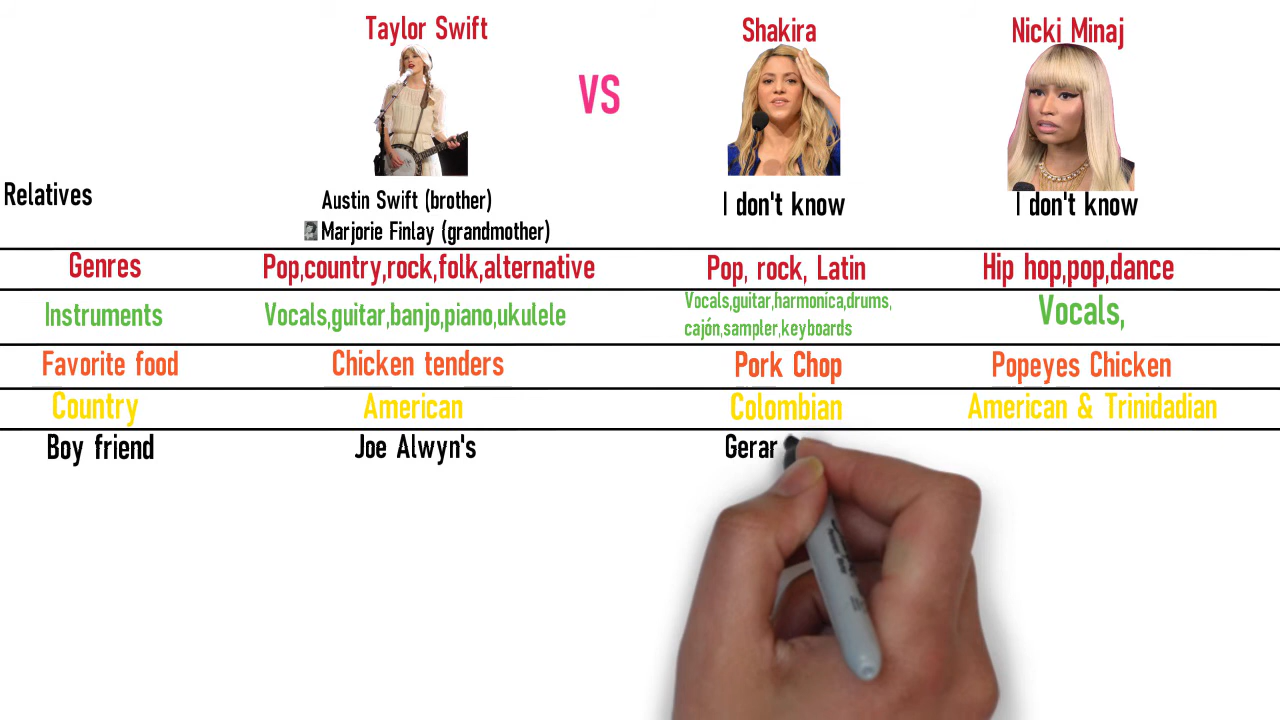 Taylor Swift
VS
Shakira
Nicki Minaj
Relatives
Austin Swift (brother)
Marjorie Finlay (grandmother)
I don't know
I don't know
Genres
Pop,country,rock,folk,alternative
Pop, rock, Latin
Hip hop,pop,dance
Instruments
Vocals,guitar,banjo,piano,ukulele
Vocals,guitar,harmonica,drums,
cajón,sampler,keyboards
Vocals,
Favorite food
Chicken tenders
Pork Chop
Popeyes Chicken
Country
American
Colombian
American & Trinidadian
Boy friend
Joe Alwyn's
Gerar